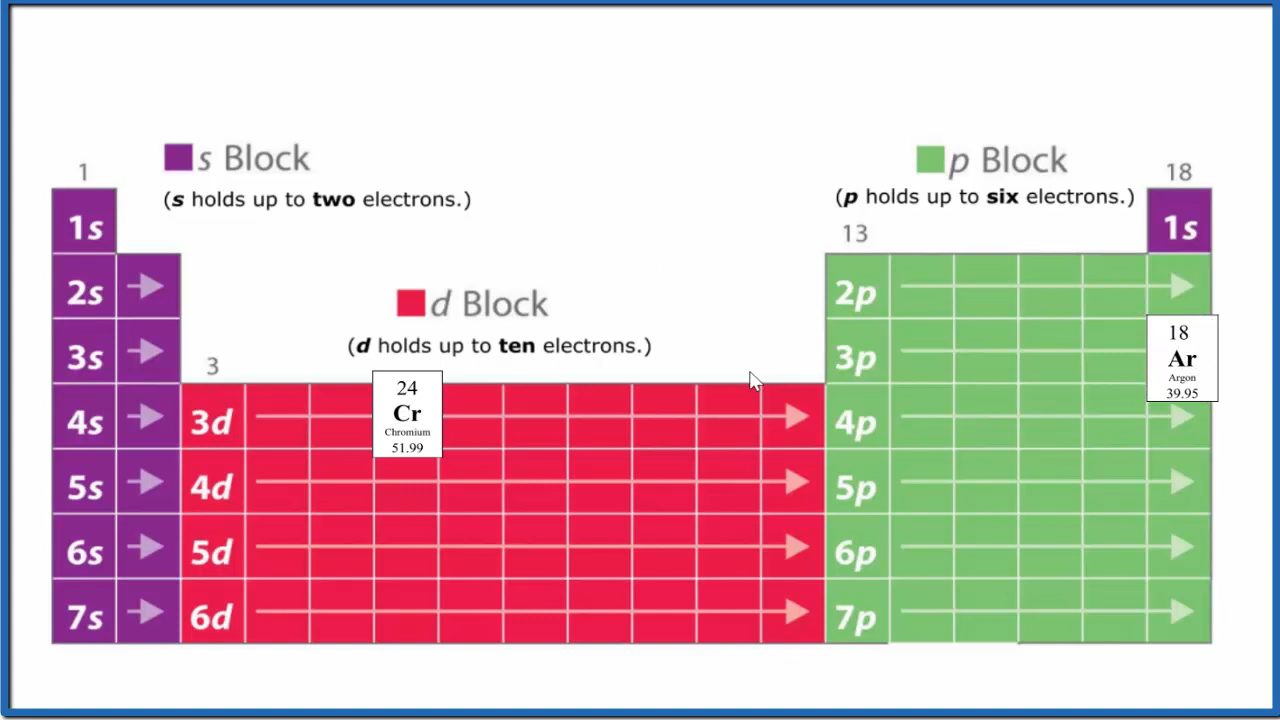 s Block
p Block
1
18
(s holds up to two electrons.)
(p holds up to six electrons.)
1s
13
1s
2s
2p
d Block
3s
(d holds up to ten electrons.)
3p
18
Ar
Argon
39.95
3
24
Cr
Chromium
51.99
4s
3d
4p
5s
4d
5p
6s
5d
6p
7s
6d
7p